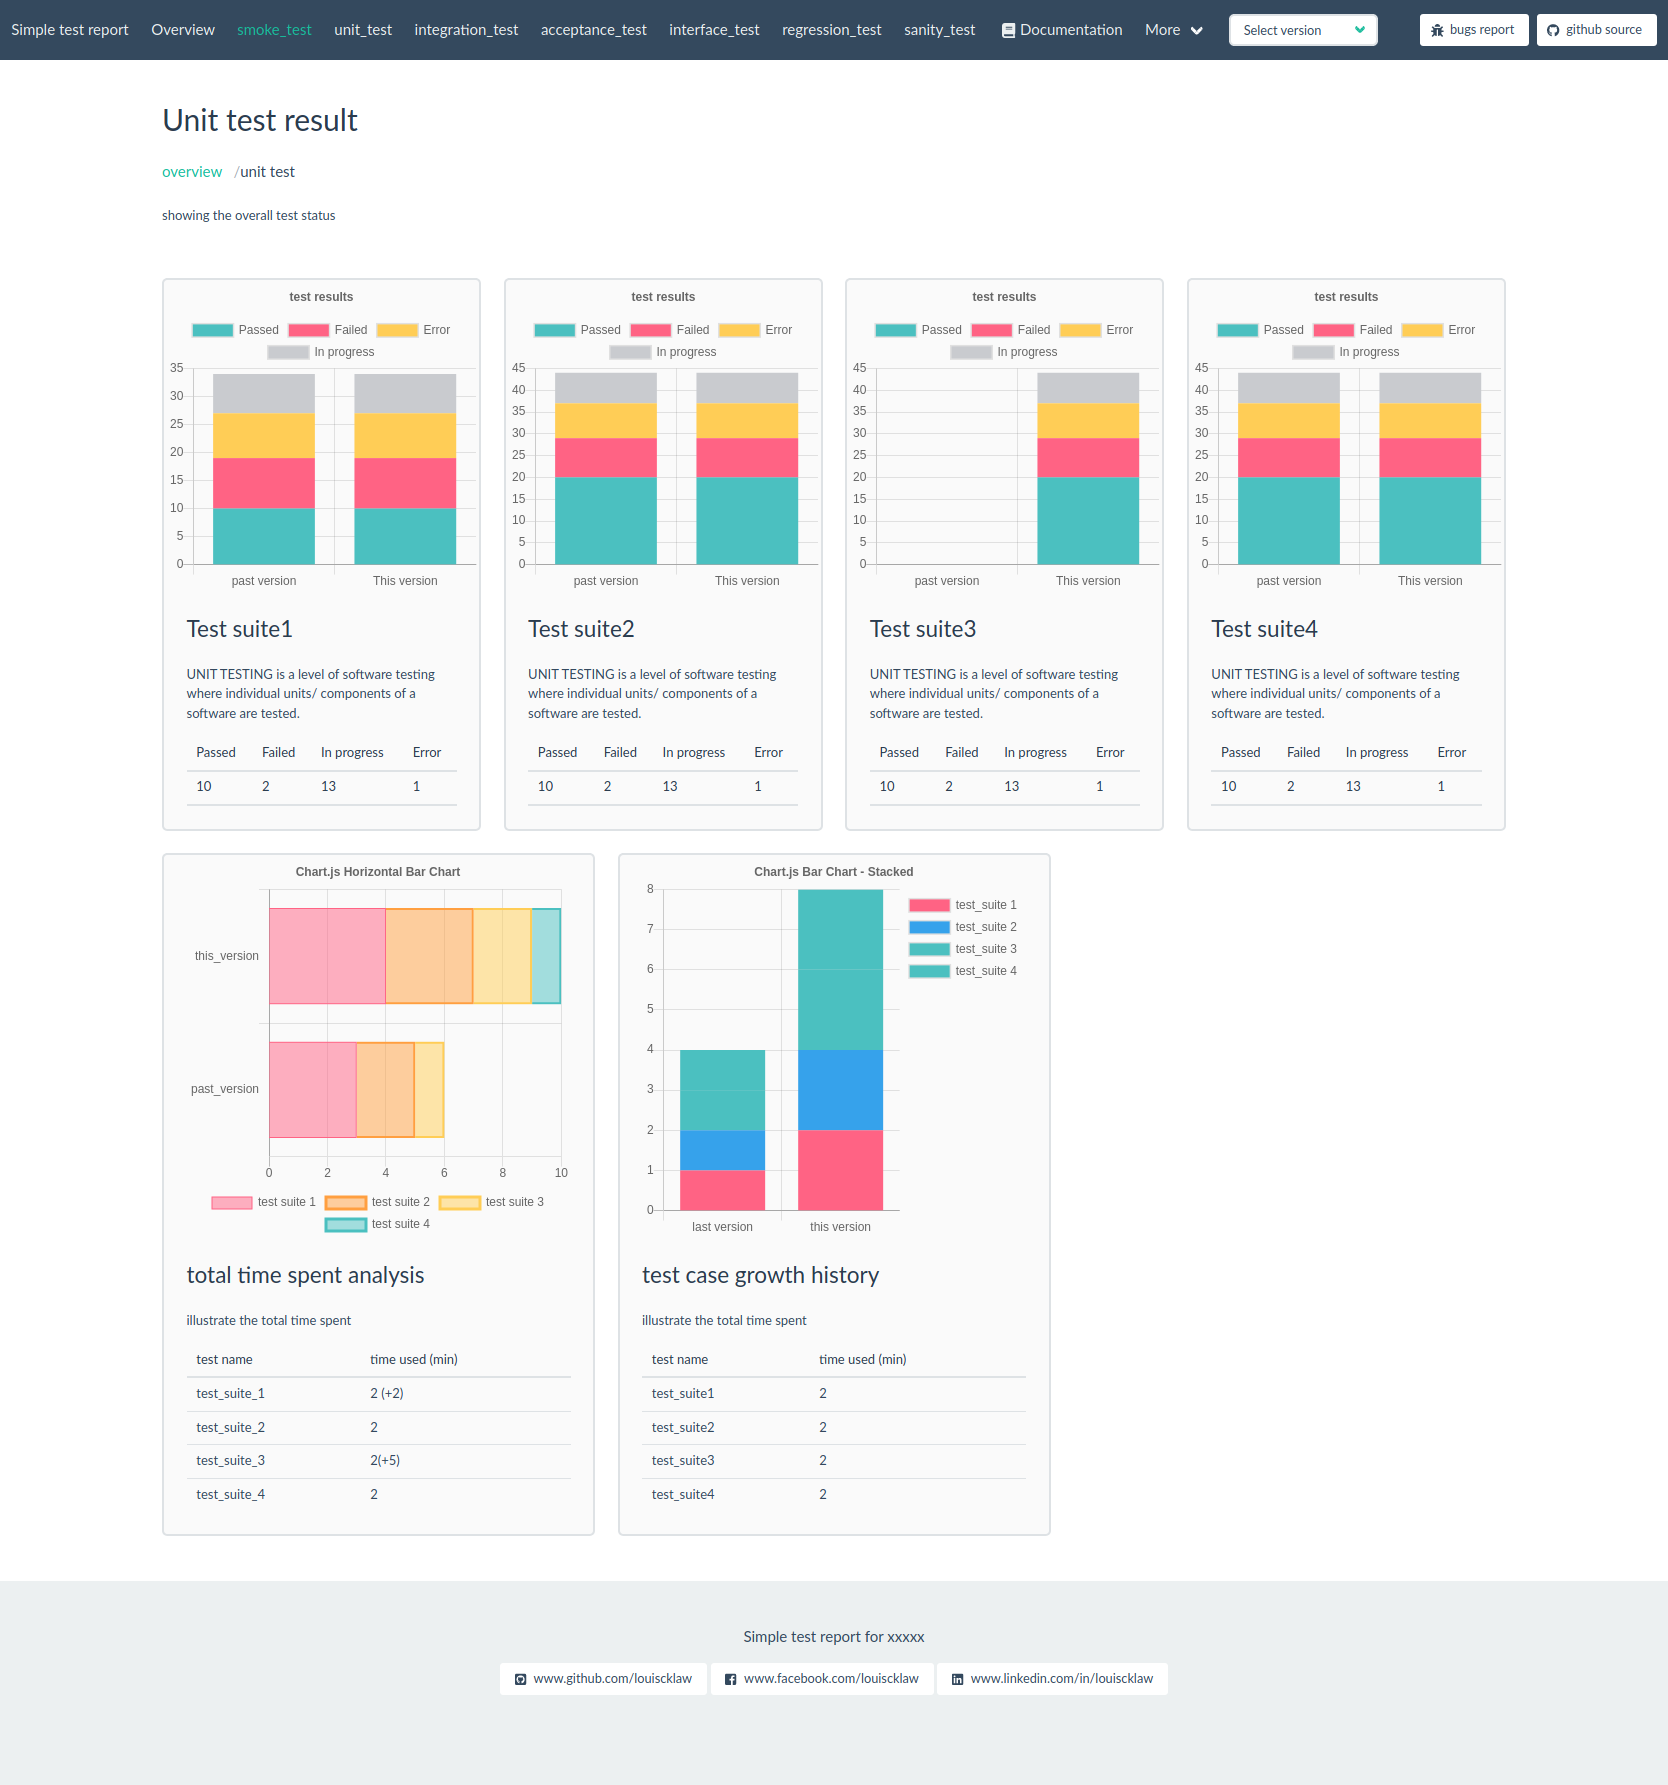 Simple test report Overview smoke_test unit_test integration_test acceptance_test interface_test regression_test sanity_test Documentation More Select version bugs report github source
Unit test result
overview /unit test
showing the overall test status
test results
Passed Failed Error
In progress
35
30
25
20
15
10
5
0
past version This version
Test suite1
UNIT TESTING is a level of software testing
where individual units/ components of a
software are tested.
Passed Failed In progress Error
10 2 13 1
test results
Passed Failed Error
In progress
45
40
35
30
25
20
15
10
5
0
past version This version
Test suite2
UNIT TESTING is a level of software testing
where individual units/ components of a
software are tested.
Passed Failed In progress Error
10 2 13 1
test results
Passed Failed Error
In progress
45
40
35
30
25
20
15
10
5
0
past version This version
Test suite3
UNIT TESTING is a level of software testing
where individual units/ components of a
software are tested.
Passed Failed In progress Error
10 2 13 1
test results
Passed Failed Error
In progress
45
40
35
30
25
20
15
10
5
0
past version This version
Test suite4
UNIT TESTING is a level of software testing
where individual units/ components of a
software are tested.
Passed Failed In progress Error
10 2 13 1
Chart.js Horizontal Bar Chart
this_version
past_version
0 2 4 6 8 10
test suite 1 test suite 2 test suite 3
test suite 4
total time spent analysis
illustrate the total time spent
test name time used (min)
test_suite_1 2 (+2)
test_suite_2 2
test_suite_3 2(+5)
test_suite_4 2
Chart.js Bar Chart - Stacked
8
7
6
5
4
3
2
1
0
last version this version
test_suite 1
test_suite 2
test_suite 3
test_suite 4
test case growth history
illustrate the total time spent
test name time used (min)
test_suite1 2
test_suite2 2
test_suite3 2
test_suite4 2
Simple test report for xxxxx
www.github.com/louiscklaw www.facebook.com/louiscklaw www.linkedin.com/in/louiscklaw